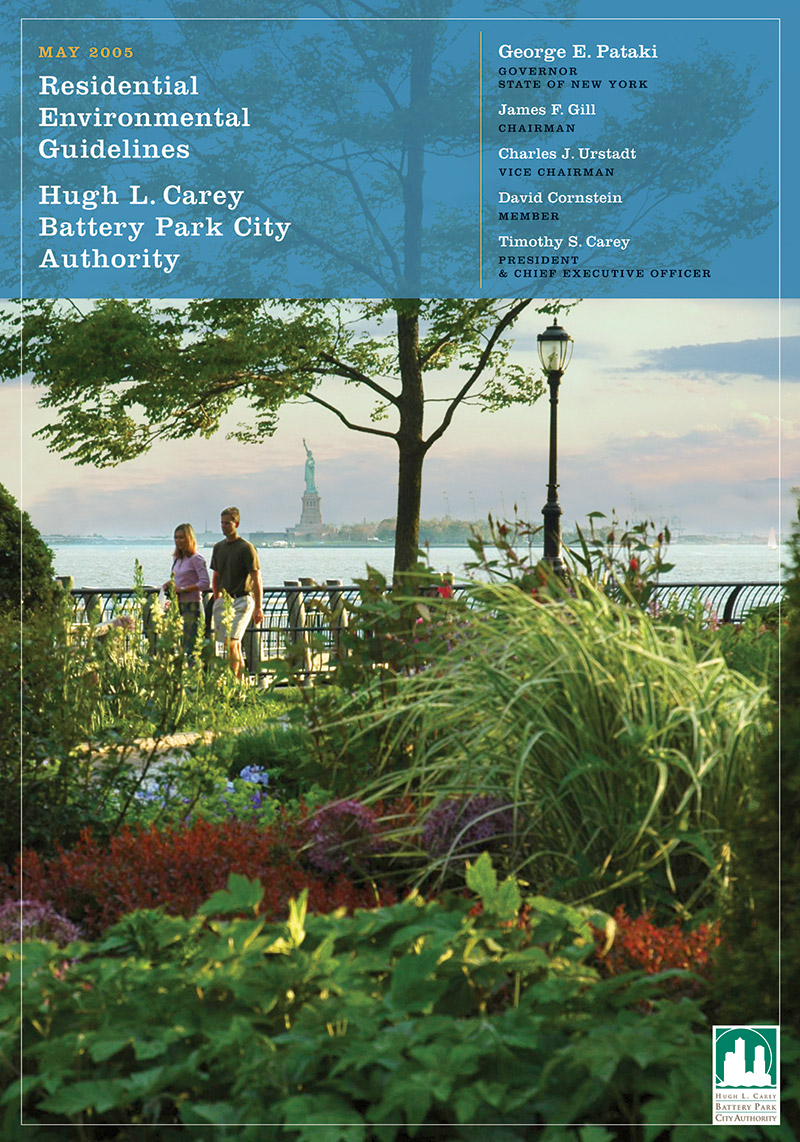 MAY 2005
Residential
Environmental
Guidelines
Hugh L. Carey
Battery Park City
Authority
George E. Pataki
GOVERNOR
STATE OF NEW YORK
James F. Gill
CHAIRMAN
Charles J. Urstadt
VICE CHAIRMAN
David Cornstein
MEMBER
Timothy S. Carey
PRESIDENT
& CHIEF EXECUTIVE OFFICER
HUGH L. CAREY
BATTERY PARK
CITY AUTHORITY